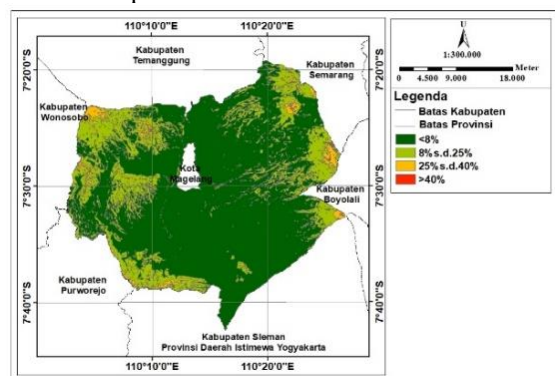 110°10'0"E 110°20'0"E
Kabupaten
Temanggung
Kabupaten
Semarang
Kabupaten
Wonosobo
Kota
Magelang
Kabupaten
Boyolali
Kabupaten
Purworejo
Kabupaten Sleman
Provinsi Daerah Istimewa Yogyakarta
7°20'0"S 7°20'0"S
7°30'0"S 7°30'0"S
7°40'0"S 7°40'0"S
110°10'0"E 110°20'0"E
U
1:300.000
Meter
0 4.500 9.000 18.000
Legenda
Batas Kabupaten
Batas Provinsi
<8%
8% s.d.25%
25% s.d.40%
>40%